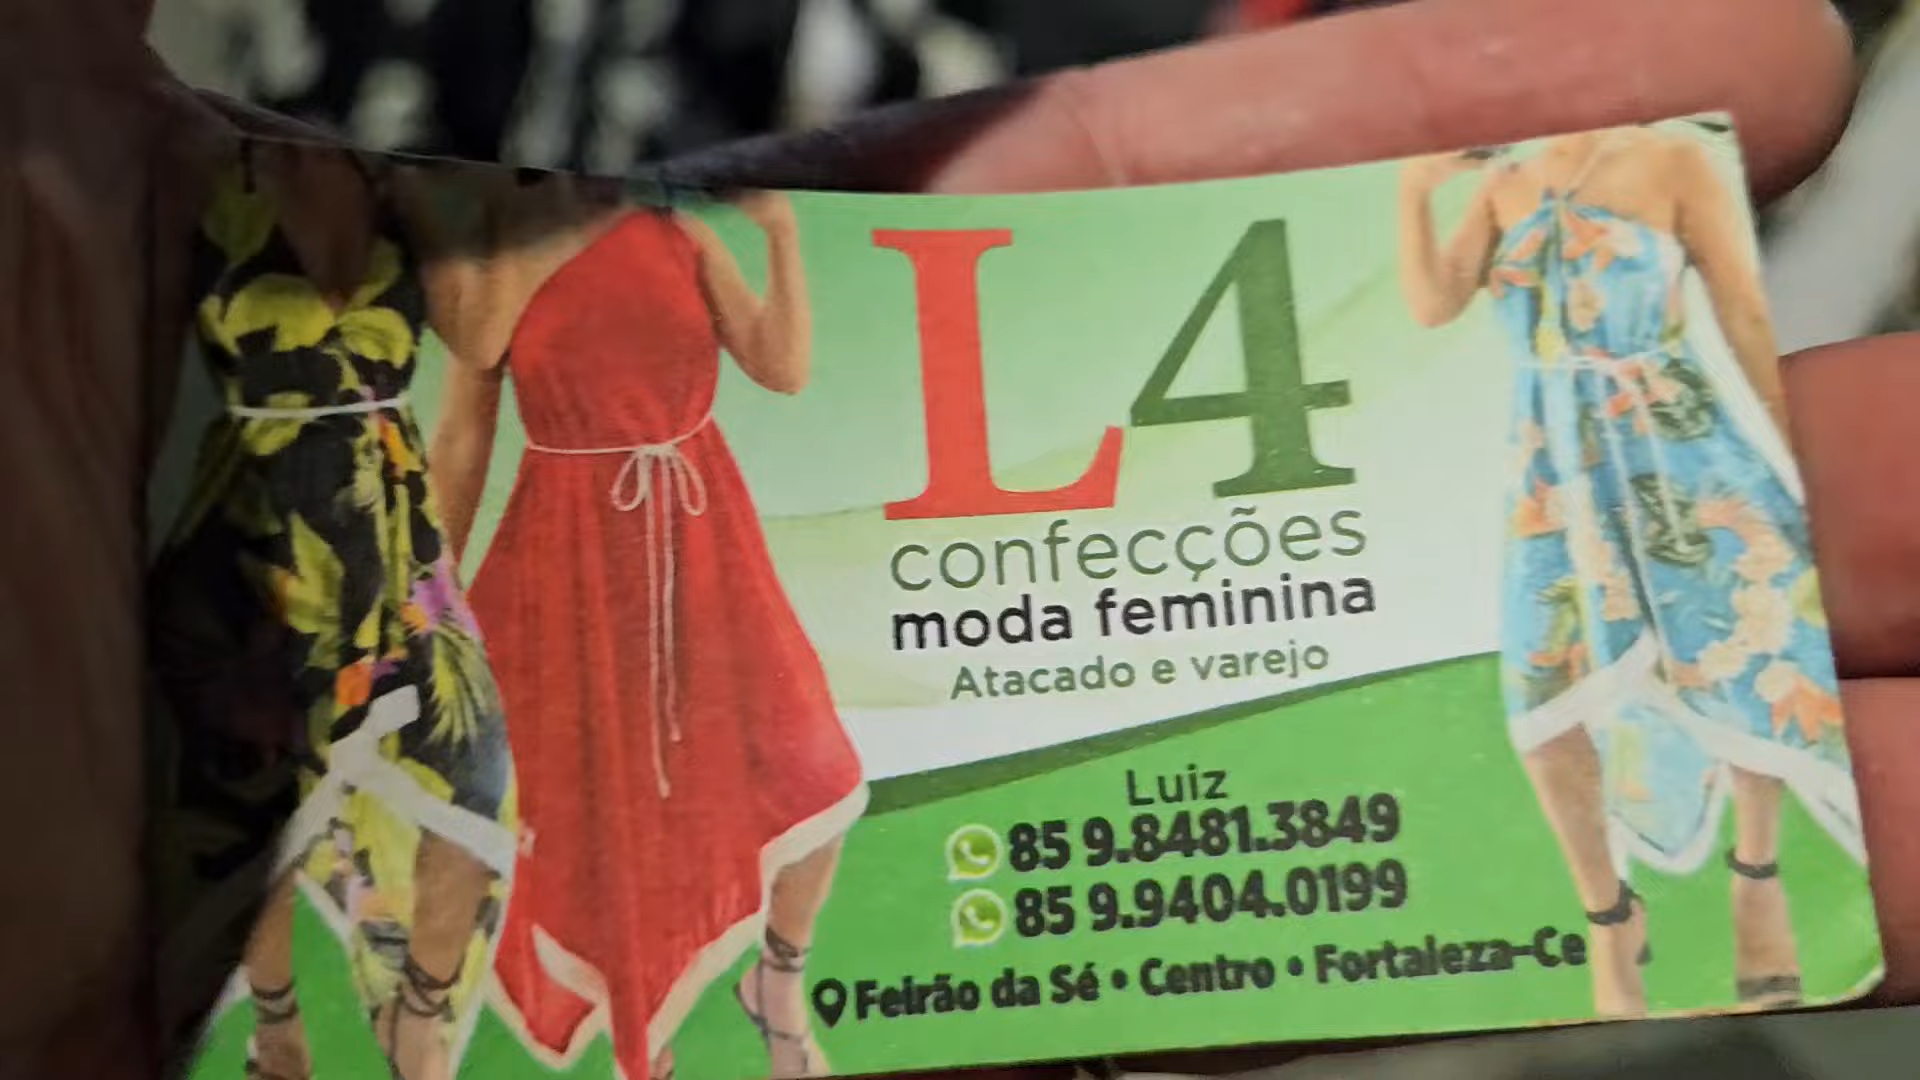 L4
confecções
moda feminina
Atacado e varejo
Luiz
85 9.8481.3849
85 9.9404.0199
Feirão da Sé • Centro • Fortaleza-Ce